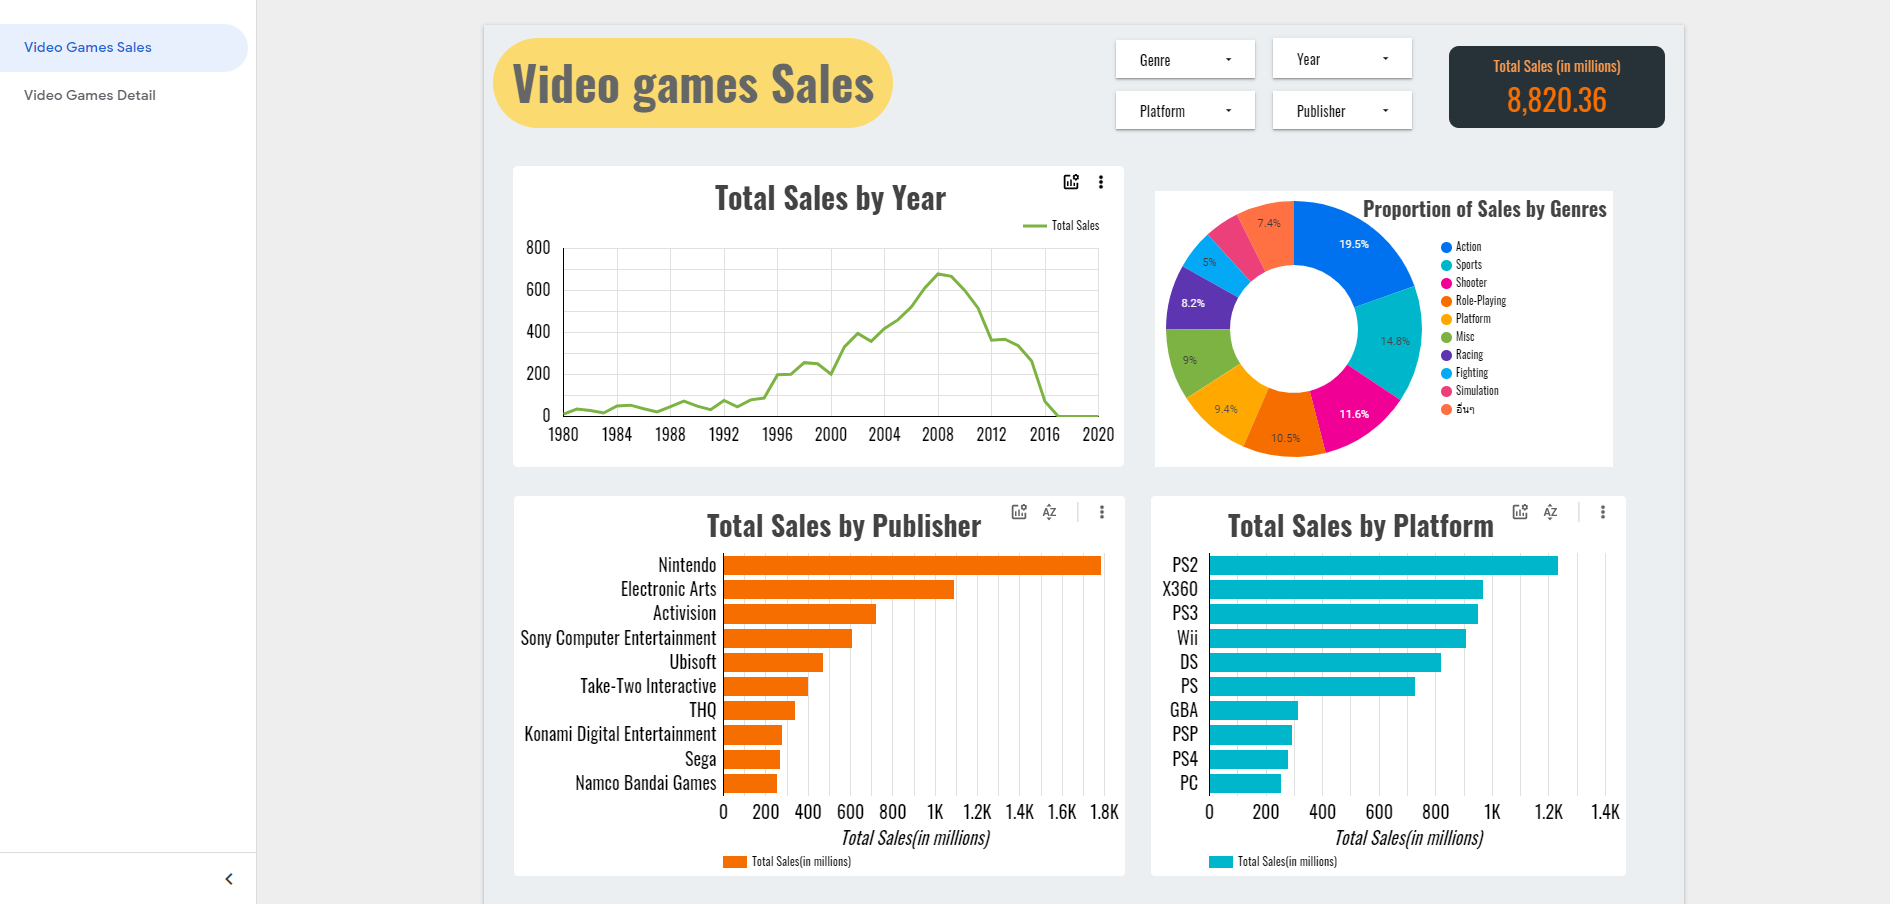 Video Games Sales
Video Games Detail
Video games Sales
Genre
Year
Platform
Publisher
Total Sales (in millions)
8,820.36
Total Sales by Year
Total Sales
800
600
400
200
0
1980 1984 1988 1992 1996 2000 2004 2008 2012 2016 2020
Proportion of Sales by Genres
7.4%
19.5%
5%
8.2%
14.8%
9%
9.4%
11.6%
10.5%
Action
Sports
Shooter
Role-Playing
Platform
Misc
Racing
Fighting
Simulation
อื่นๆ
Total Sales by Publisher
AZ
Nintendo
Electronic Arts
Activision
Sony Computer Entertainment
Ubisoft
Take-Two Interactive
THQ
Konami Digital Entertainment
Sega
Namco Bandai Games
0 200 400 600 800 1K 1.2K 1.4K 1.6K 1.8K
Total Sales(in millions)
Total Sales(in millions)
Total Sales by Platform
AZ
PS2
X360
PS3
Wii
DS
PS
GBA
PSP
PS4
PC
0 200 400 600 800 1K 1.2K 1.4K
Total Sales(in millions)
Total Sales(in millions)